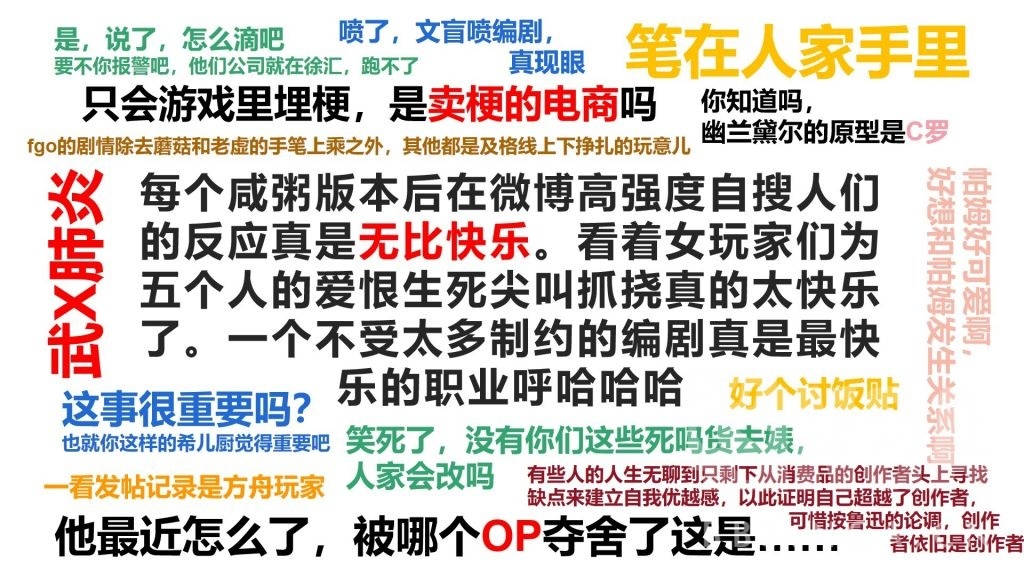 是，说了，怎么滴吧
要不你报警吧，他们公司就在徐汇，跑不了
喷了，文盲喷编剧，
真现眼
笔在人家手里
只会游戏里埋梗，是卖梗的电商吗
你知道吗，
幽兰黛尔的原型是C罗
fgo的剧情除去蘑菇和老虚的手笔上乘之外，其他都是及格线上下挣扎的玩意儿
武X肺炎
每个咸粥版本后在微博高强度自搜人们
的反应真是无比快乐。看着女玩家们为
五个人的爱恨生死尖叫抓挠真的太快乐
了。一个不受太多制约的编剧真是最快
乐的职业呼哈哈哈
帕姆好可爱啊，
好想和帕姆发生关系啊
好个讨饭贴
这事很重要吗？
也就你这样的希儿厨觉得重要吧
笑死了，没有你们这些死吗货去婊，
人家会改吗
一看发帖记录是方舟玩家
有些人的人生无聊到只剩下从消费品的创作者头上寻找
缺点来建立自我优越感，以此证明自己超越了创作者，
可惜按鲁迅的论调，创作
者依旧是创作者
他最近怎么了，被哪个OP夺舍了这是……